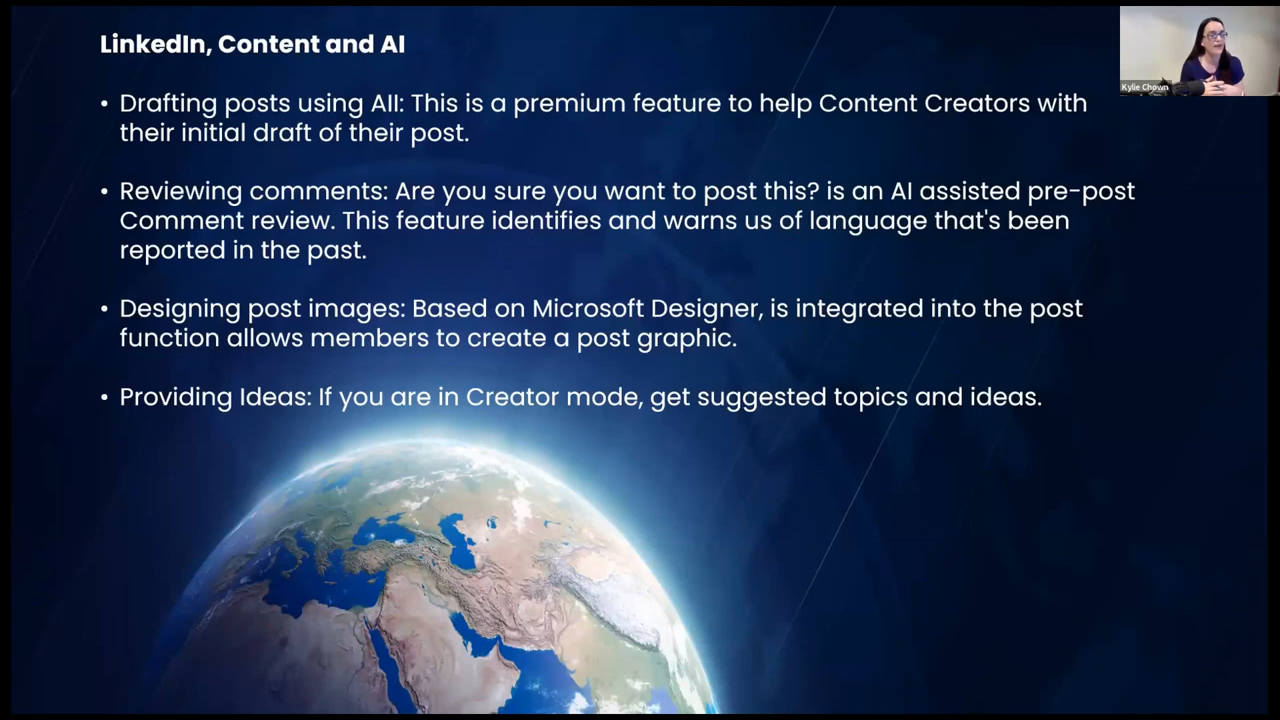 LinkedIn, Content and AI
• Drafting posts using AII: This is a premium feature to help Content Creators with
their initial draft of their post.
• Reviewing comments: Are you sure you want to post this? is an AI assisted pre-post
Comment review. This feature identifies and warns us of language that's been
reported in the past.
• Designing post images: Based on Microsoft Designer, is integrated into the post
function allows members to create a post graphic.
• Providing Ideas: If you are in Creator mode, get suggested topics and ideas.
Kylie Chown